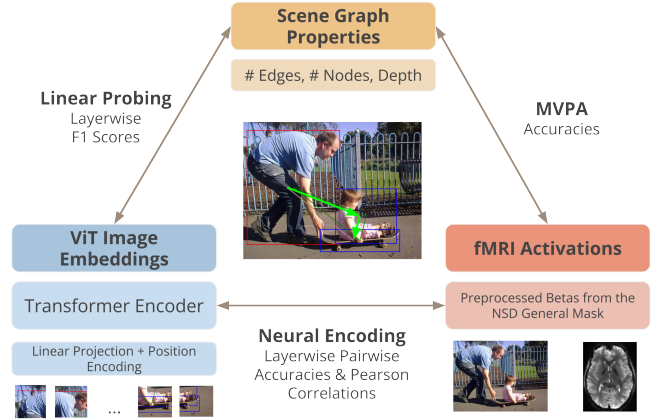 Scene Graph
Properties
# Edges, # Nodes, Depth
Linear Probing
Layerwise
F1 Scores
MVPA
Accuracies
ViT Image
Embeddings
fMRI Activations
Transformer Encoder
Preprocessed Betas from the
NSD General Mask
Linear Projection + Position
Encoding
Neural Encoding
Layerwise Pairwise
Accuracies & Pearson
Correlations
...